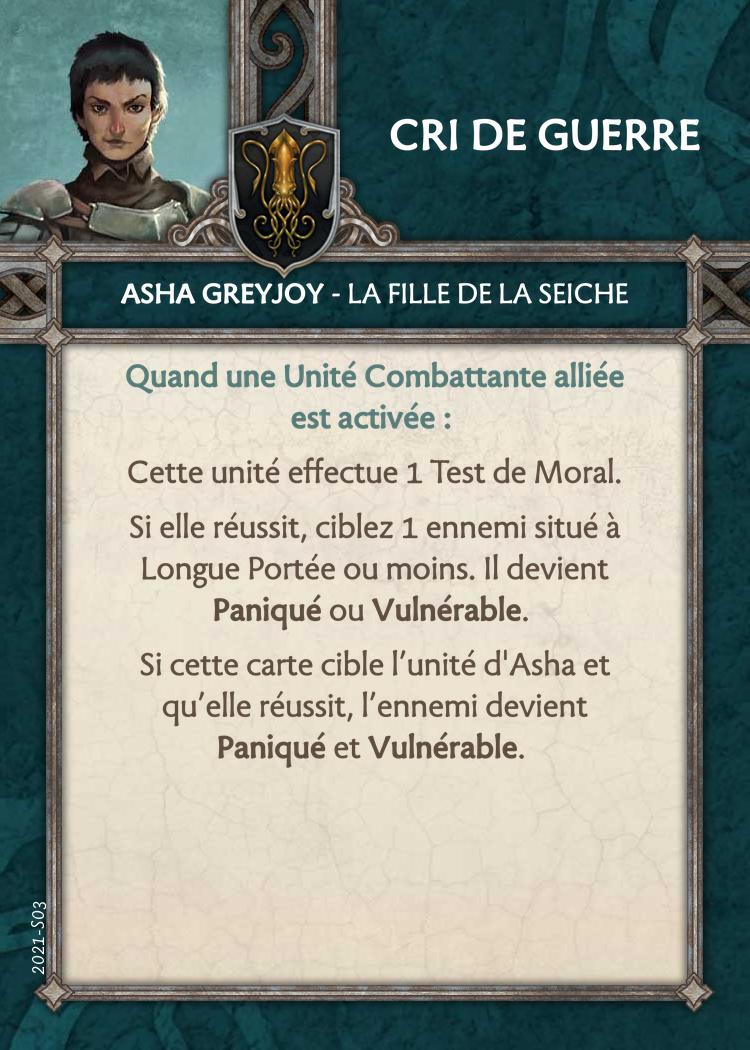 CRI DE GUERRE
ASHA GREYJOY - LA FILLE DE LA SEICHE
Quand une Unité Combattante alliée
est activée :
Cette unité effectue 1 Test de Moral.
Si elle réussit, ciblez 1 ennemi situé à
Longue Portée ou moins. Il devient
Paniqué ou Vulnérable.
Si cette carte cible l’unité d'Asha et
qu’elle réussit, l’ennemi devient
Paniqué et Vulnérable.
2021-S03